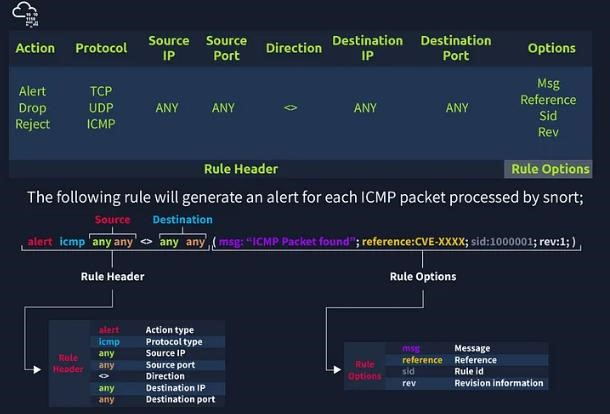 Action Protocol Source IP Source Port Direction Destination IP Destination Port Options
Alert TCP Msg
Drop UDP ANY ANY <> ANY ANY Reference
Reject ICMP Sid
Rev
Rule Header Rule Options
The following rule will generate an alert for each ICMP packet processed by snort;
Source Destination
alert icmp any any <> any any ( msg: “ICMP Packet found”; reference:CVE-XXXX; sid:1000001; rev:1; )
Rule Header Rule Options
Rule Header
alert Action type
icmp Protocol type
any Source IP
any Source port
<> Direction
any Destination IP
any Destination port
Rule Options
msg Message
reference Reference
sid Rule id
rev Revision information